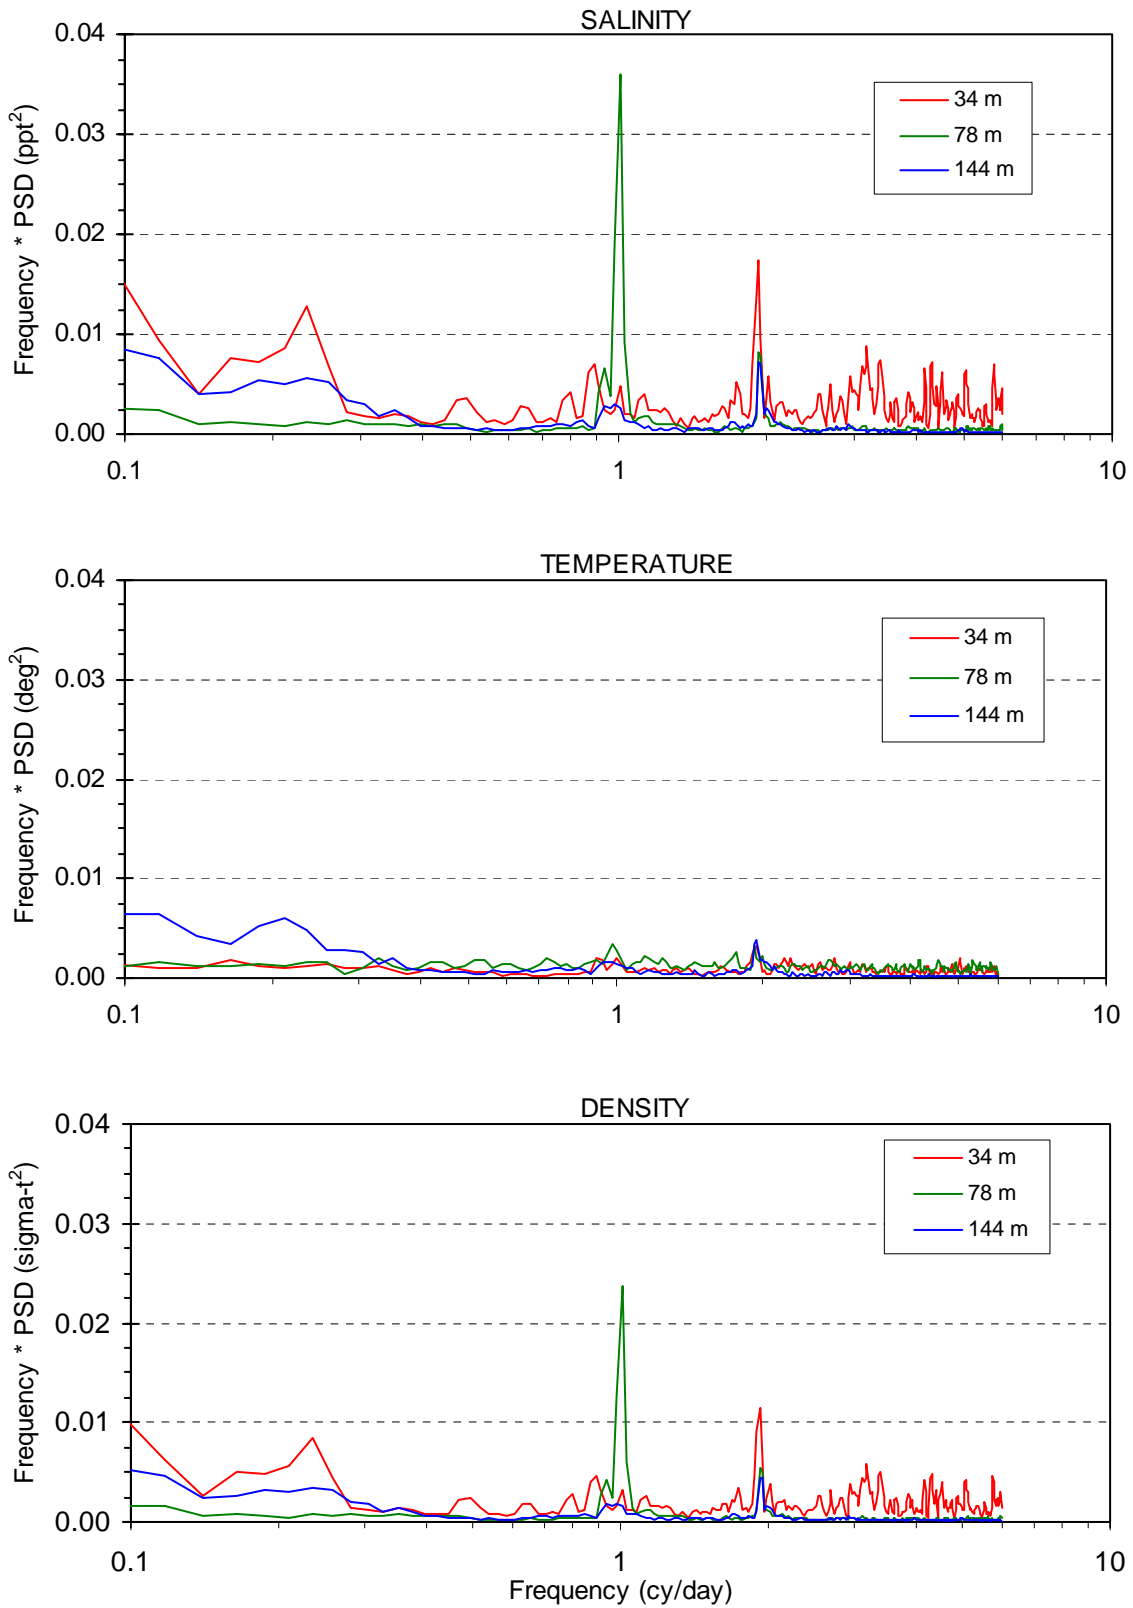 SALINITY
0.04
0.03
0.02
0.01
0.00
Frequency * PSD (ppt²)
34 m
78 m
144 m
0.1
1
10
TEMPERATURE
0.04
0.03
0.02
0.01
0.00
Frequency * PSD (deg²)
34 m
78 m
144 m
0.1
1
10
DENSITY
0.04
0.03
0.02
0.01
0.00
Frequency * PSD (sigma-t²)
34 m
78 m
144 m
0.1
1
10
Frequency (cy/day)